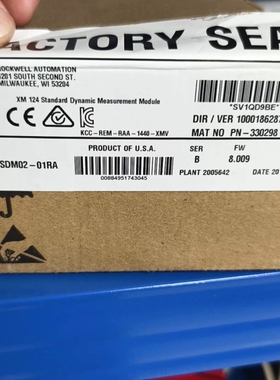 ACTORY SEA
ROCKWELL AUTOMATION
1201 SOUTH SECOND ST.
MILWAUKEE, WI 53204
XM 124 Standard Dynamic Measurement Module
KCC-REM-RAA-1440-XMV
*SV1QD9BE*
DIR / VER 1000186287
MAT NO PN-330298
PRODUCT OF U.S.A.
SER
FW
B
8.009
SDM02-01RA
00884951743045
PLANT 2005642
DATE 20